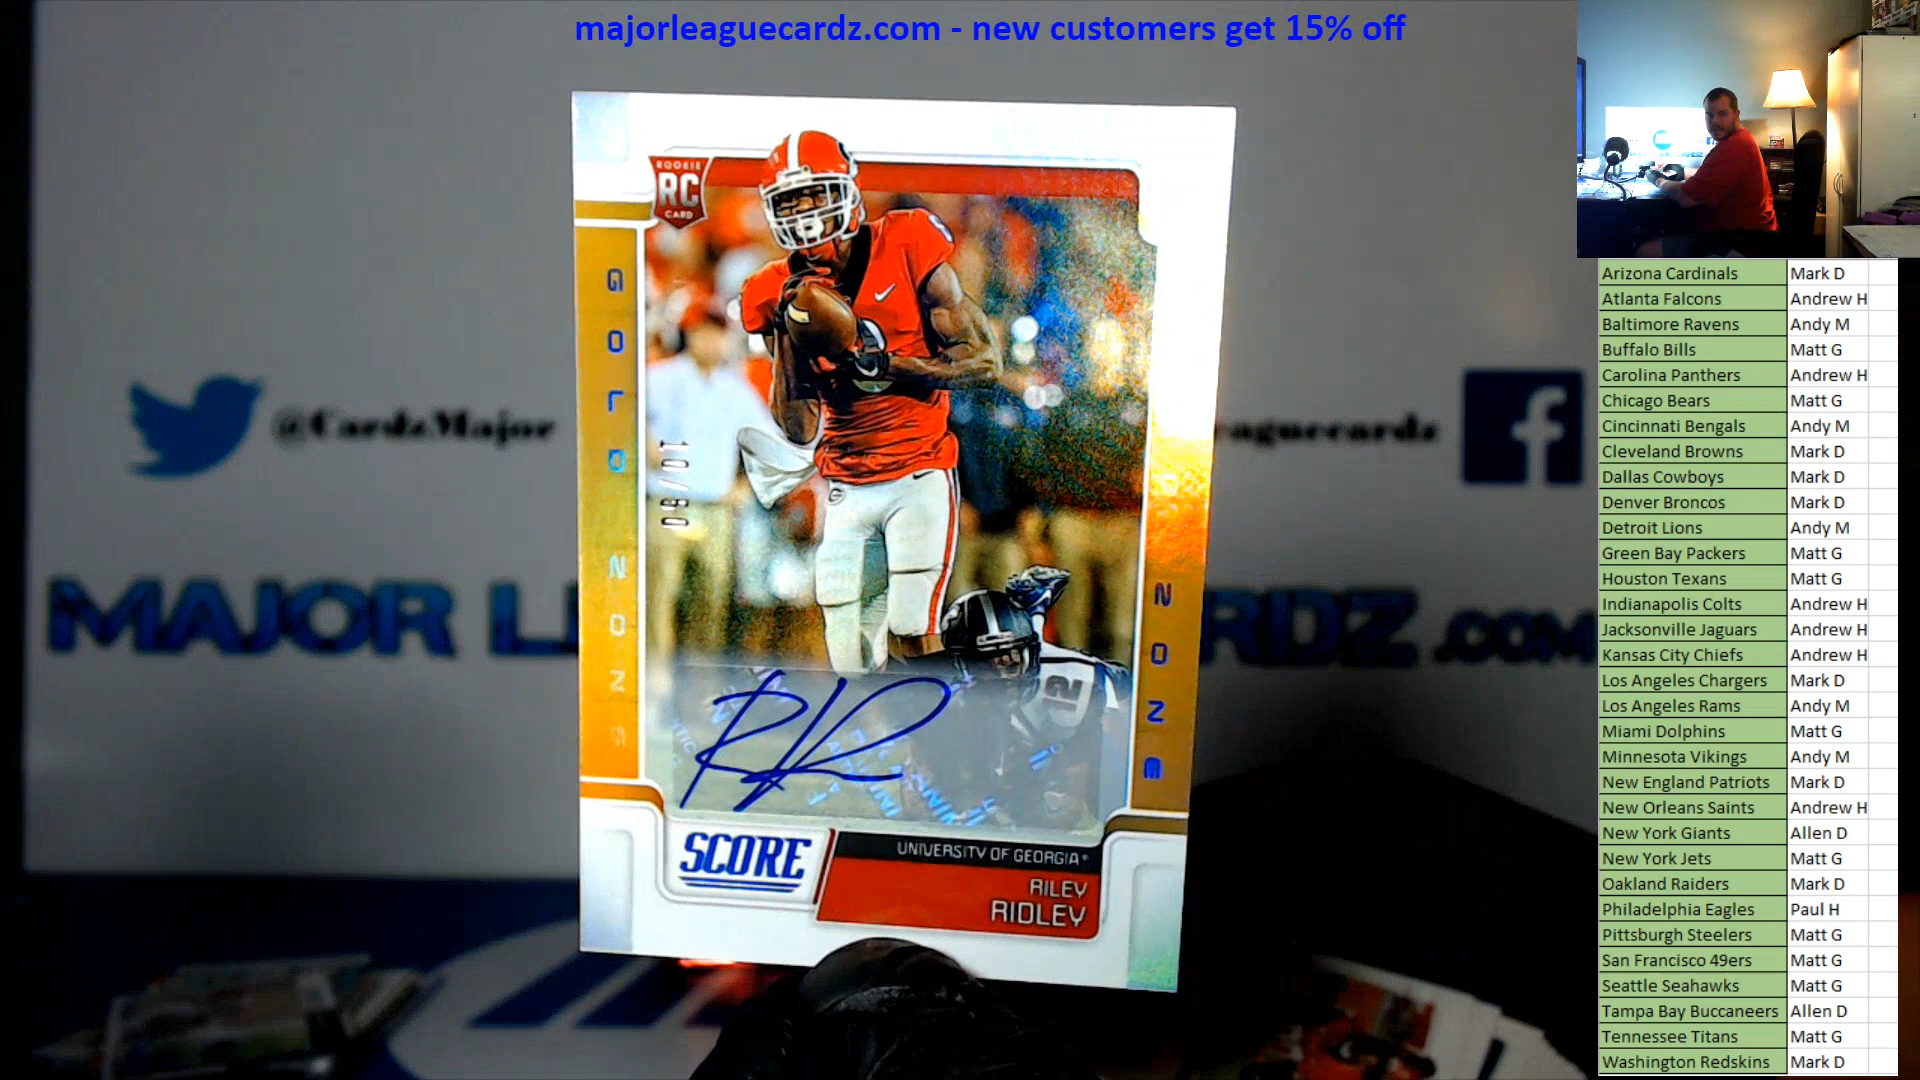 majorleaguecardz.com - new customers get 15% off
ROOKIE
RC
CARD
GOLD ZONE
10/50
ZONE
@CardzMajor
MAJOR
.COM
SCORE
UNIVERSITY OF GEORGIA
RILEY
RIDLEY
12
Arizona Cardinals Mark D
Atlanta Falcons Andrew H
Baltimore Ravens Andy M
Buffalo Bills Matt G
Carolina Panthers Andrew H
Chicago Bears Matt G
Cincinnati Bengals Andy M
Cleveland Browns Mark D
Dallas Cowboys Mark D
Denver Broncos Mark D
Detroit Lions Andy M
Green Bay Packers Matt G
Houston Texans Matt G
Indianapolis Colts Andrew H
Jacksonville Jaguars Andrew H
Kansas City Chiefs Andrew H
Los Angeles Chargers Mark D
Los Angeles Rams Andy M
Miami Dolphins Matt G
Minnesota Vikings Andy M
New England Patriots Mark D
New Orleans Saints Andrew H
New York Giants Allen D
New York Jets Matt G
Oakland Raiders Mark D
Philadelphia Eagles Paul H
Pittsburgh Steelers Matt G
San Francisco 49ers Matt G
Seattle Seahawks Matt G
Tampa Bay Buccaneers Allen D
Tennessee Titans Matt G
Washington Redskins Mark D